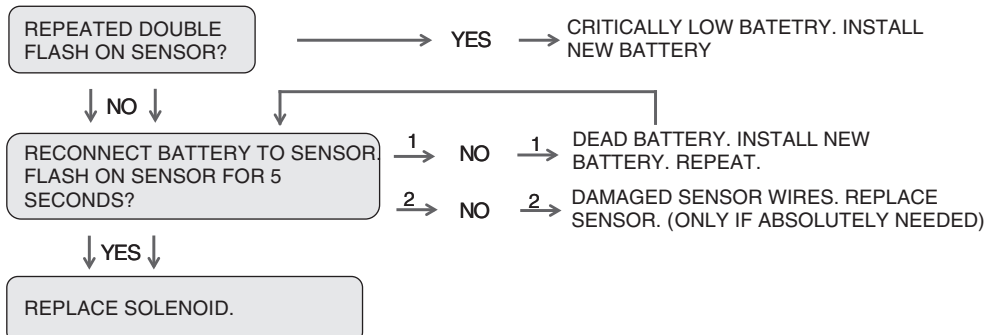 REPEATED DOUBLE
FLASH ON SENSOR?
YES
CRITICALLY LOW BATETRY. INSTALL
NEW BATTERY
NO
RECONNECT BATTERY TO SENSOR.
FLASH ON SENSOR FOR 5
SECONDS?
1
NO
1
DEAD BATTERY. INSTALL NEW
BATTERY. REPEAT.
2
NO
2
DAMAGED SENSOR WIRES. REPLACE
SENSOR. (ONLY IF ABSOLUTELY NEEDED)
YES
REPLACE SOLENOID.